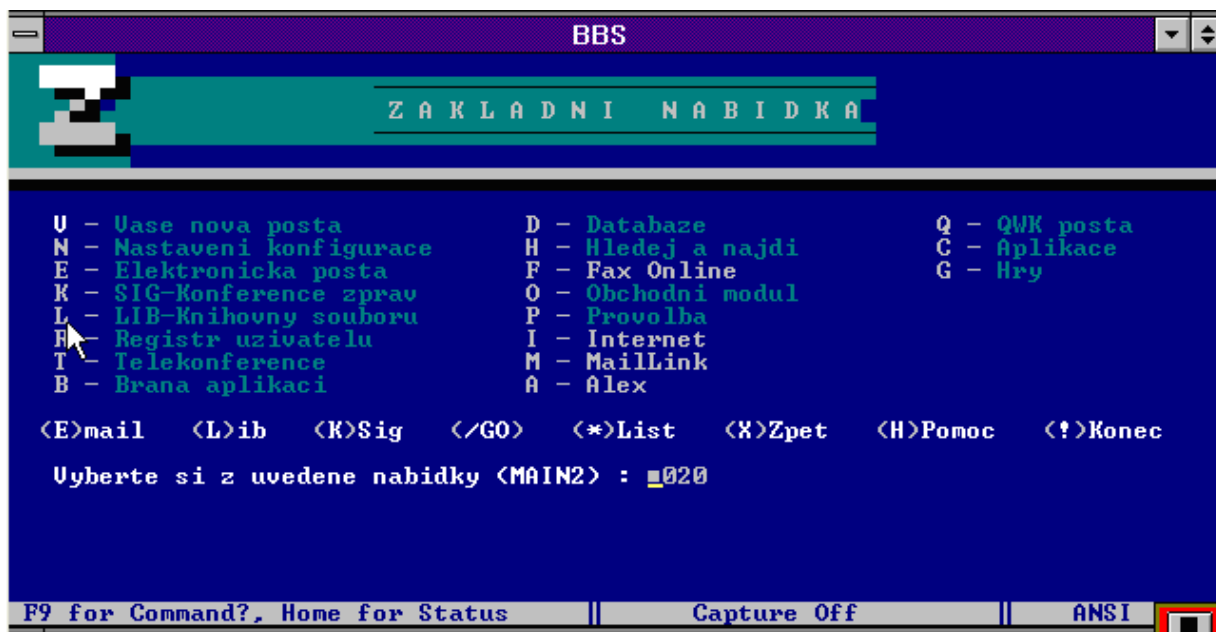 BBS
ZAKLADNI NABIDKA
V - Vase nova posta D - Databaze Q - QWK posta
N - Nastaveni konfigurace H - Hledej a najdi C - Aplikace
E - Elektronicka posta F - Fax Online G - Hry
K - SIG-Konference zprav O - Obchodni modul
L - LIB-Knihovny souboru P - Provolba
R - Registr uzivatelu I - Internet
T - Telekonference M - MailLink
B - Brana aplikaci A - Alex
(E)mail (L)ib (K)Sig (/GO) (*)List (X)Zpet (H)Pomoc (!)Konec
Vyberte si z uvedene nabidky (MAIN2) : ■020
F9 for Command?, Home for Status || Capture Off || ANSI